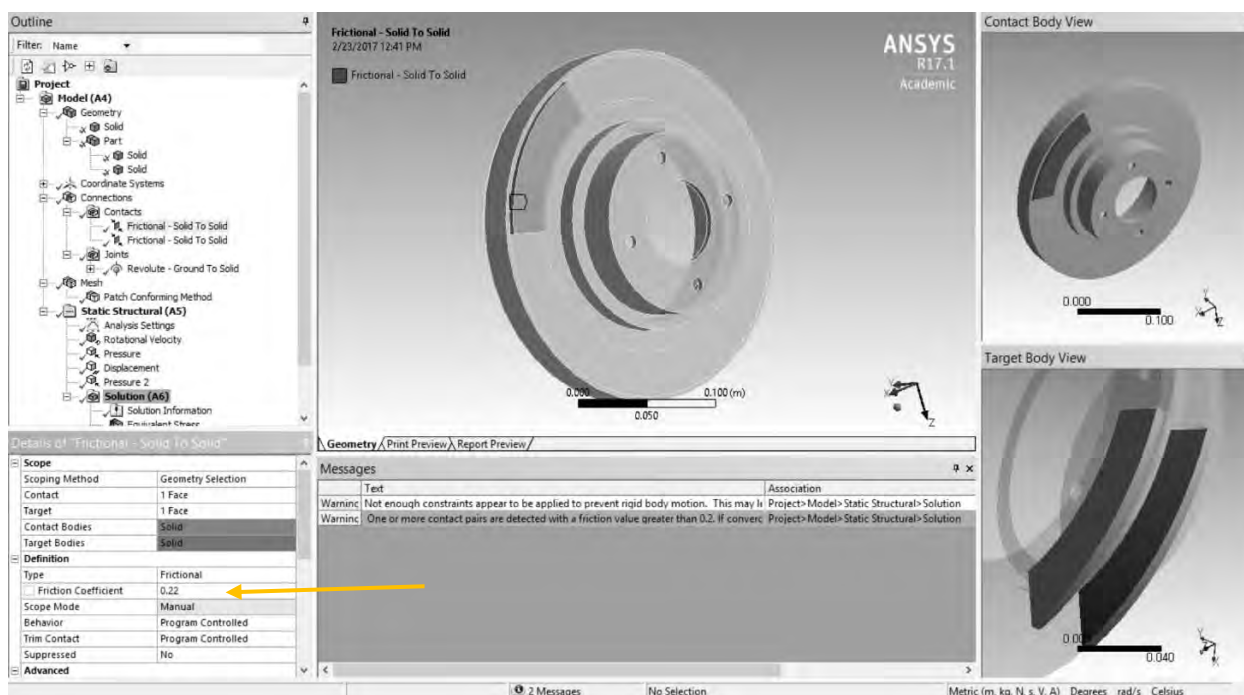 Outline
Filter: Name
Project
Model (A4)
Geometry
Solid
Part
Solid
Solid
Coordinate Systems
Connections
Contacts
Frictional - Solid To Solid
Frictional - Solid To Solid
Joints
Revolute - Ground To Solid
Mesh
Patch Conforming Method
Static Structural (A5)
Analysis Settings
Rotational Velocity
Pressure
Displacement
Pressure 2
Solution (A6)
Solution Information
Equivalent Stress
Details of "Frictional - Solid To Solid"
Scope
Scoping Method Geometry Selection
Contact 1 Face
Target 1 Face
Contact Bodies Solid
Target Bodies Solid
Definition
Type Frictional
Friction Coefficient 0.22
Scope Mode Manual
Behavior Program Controlled
Trim Contact Program Controlled
Suppressed No
Advanced
Frictional - Solid To Solid
2/23/2017 12:41 PM
Frictional - Solid To Solid
ANSYS
R17.1
Academic
0.000 0.100 (m)
0.050
Z
Geometry Print Preview Report Preview
Messages
Text Association
Warning Not enough constraints appear to be applied to prevent rigid body motion. This may Project>Model>Static Structural>Solution
Warning One or more contact pairs are detected with a friction value greater than 0.2. If Project>Model>Static Structural>Solution
Contact Body View
0.000
0.100
Z
Target Body View
0.040
2 Messages No Selection Metric (m, kg, N, s, V, A) Degrees rad/s Celsius